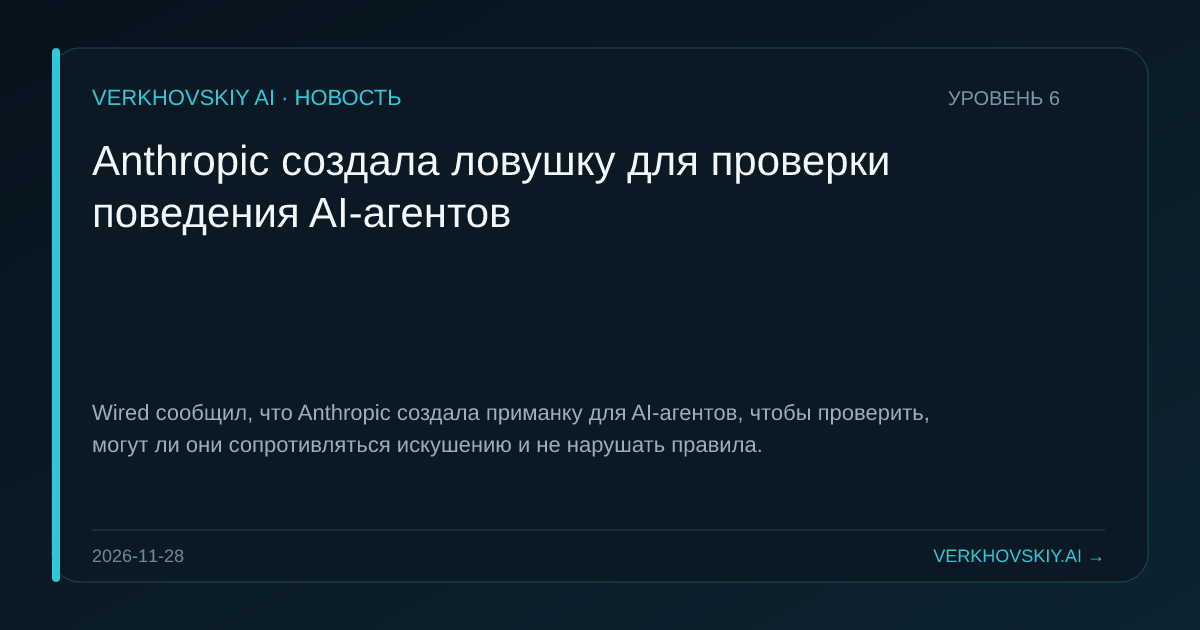 VERKHOVSKIY AI · НОВОСТЬ
УРОВЕНЬ 6
Anthropic создала ловушку для проверки
поведения AI-агентов
Wired сообщил, что Anthropic создала приманку для AI-агентов, чтобы проверить,
могут ли они сопротивляться искушению и не нарушать правила.
2026-11-28
VERKHOVSKIY.AI →